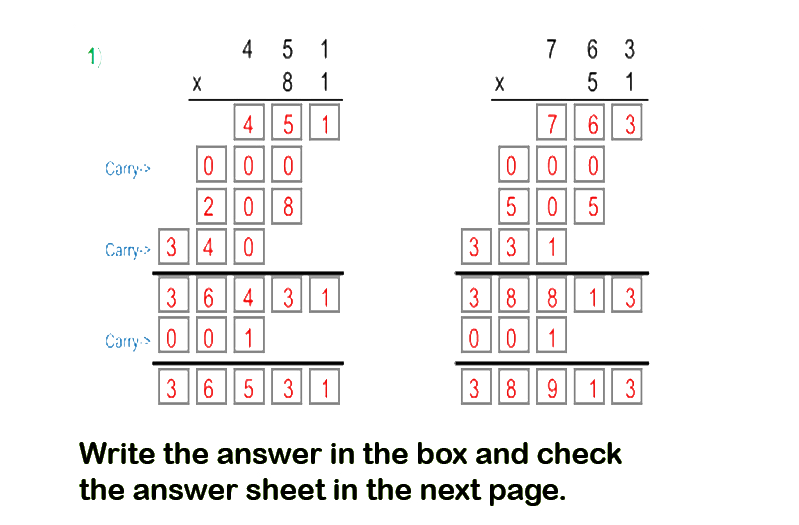 1)
4 5 1
x 8 1
4 5 1
Carry-> 0 0 0
2 0 8
Carry-> 3 4 0
3 6 4 3 1
Carry-> 0 0 1
3 6 5 3 1
7 6 3
x 5 1
7 6 3
0 0 0
5 0 5
3 3 1
3 8 8 1 3
0 0 1
3 8 9 1 3
Write the answer in the box and check
the answer sheet in the next page.